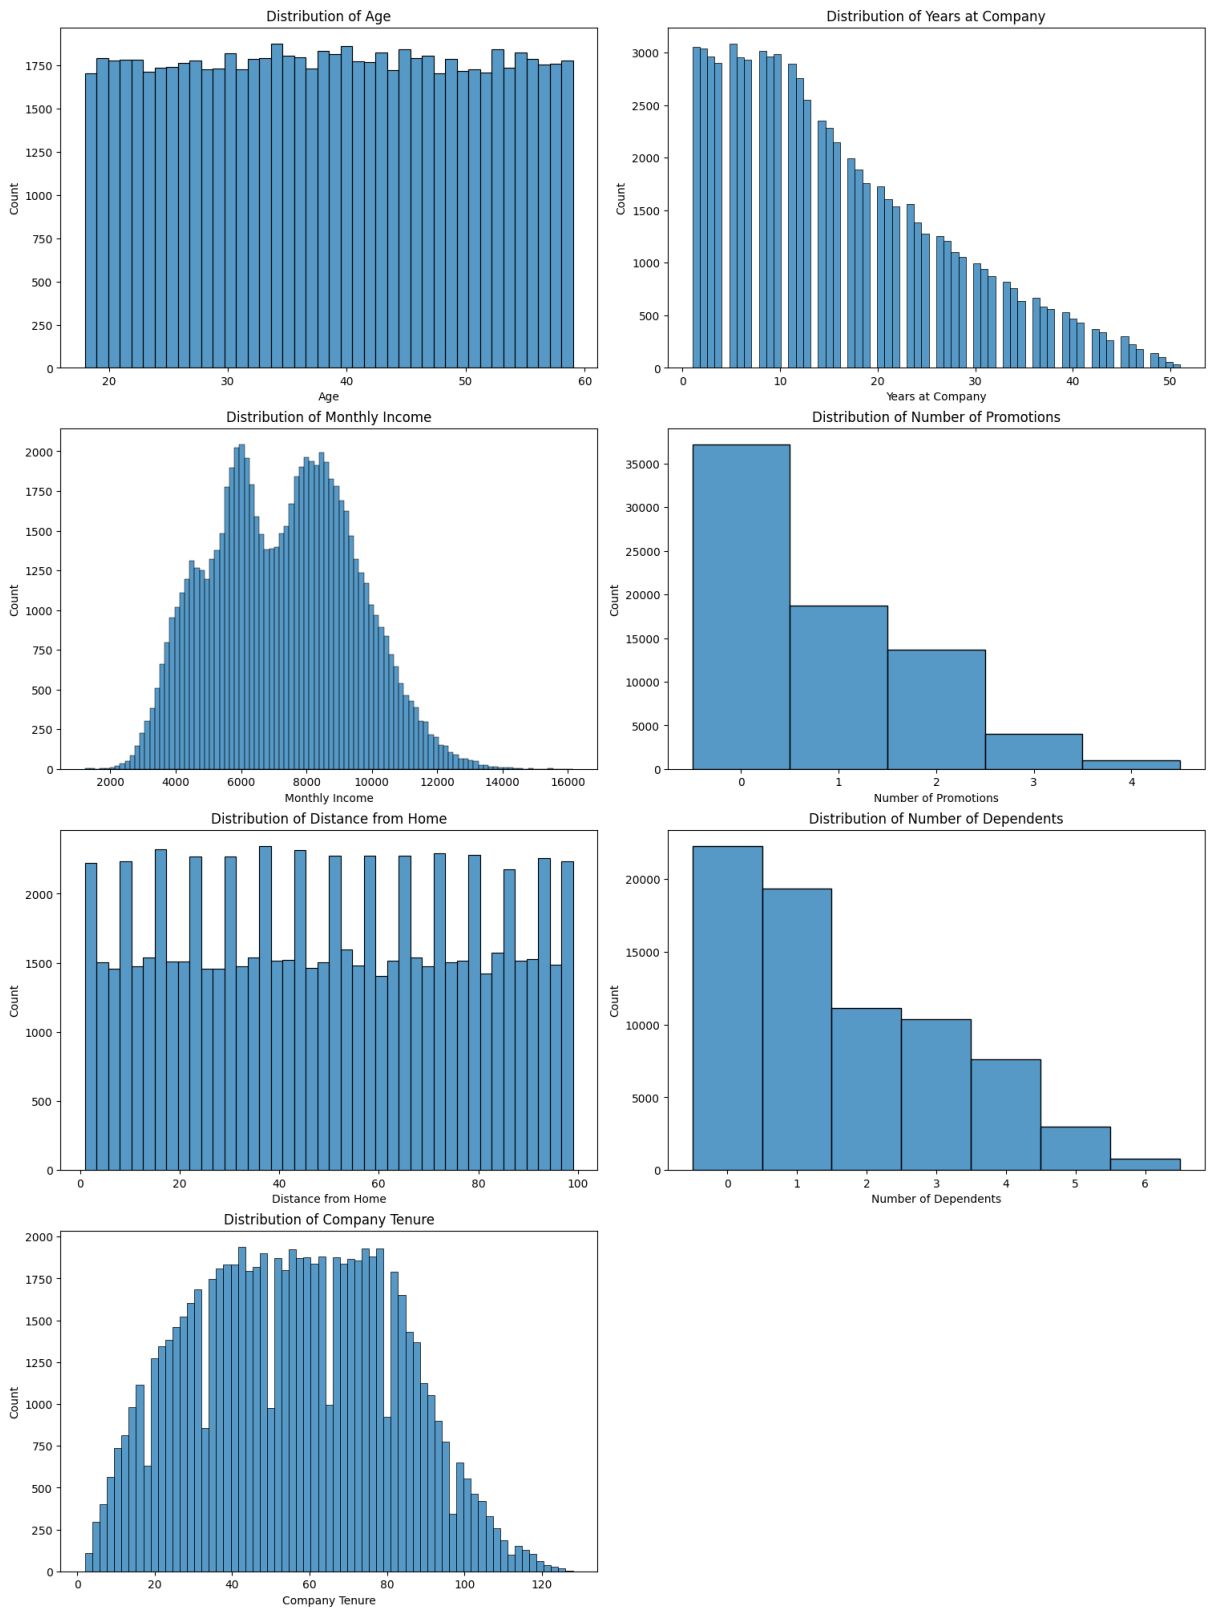 Distribution of Age
Count
1750
1500
1250
1000
750
500
250
0
20 30 40 50 60
Age
Distribution of Years at Company
Count
3000
2500
2000
1500
1000
500
0
0 10 20 30 40 50
Years at Company
Distribution of Monthly Income
Count
2000
1750
1500
1250
1000
750
500
250
0
2000 4000 6000 8000 10000 12000 14000 16000
Monthly Income
Distribution of Number of Promotions
Count
35000
30000
25000
20000
15000
10000
5000
0
0 1 2 3 4
Number of Promotions
Distribution of Distance from Home
Count
2000
1500
1000
500
0
0 20 40 60 80 100
Distance from Home
Distribution of Number of Dependents
Count
20000
15000
10000
5000
0
0 1 2 3 4 5 6
Number of Dependents
Distribution of Company Tenure
Count
2000
1750
1500
1250
1000
750
500
250
0
0 20 40 60 80 100 120
Company Tenure